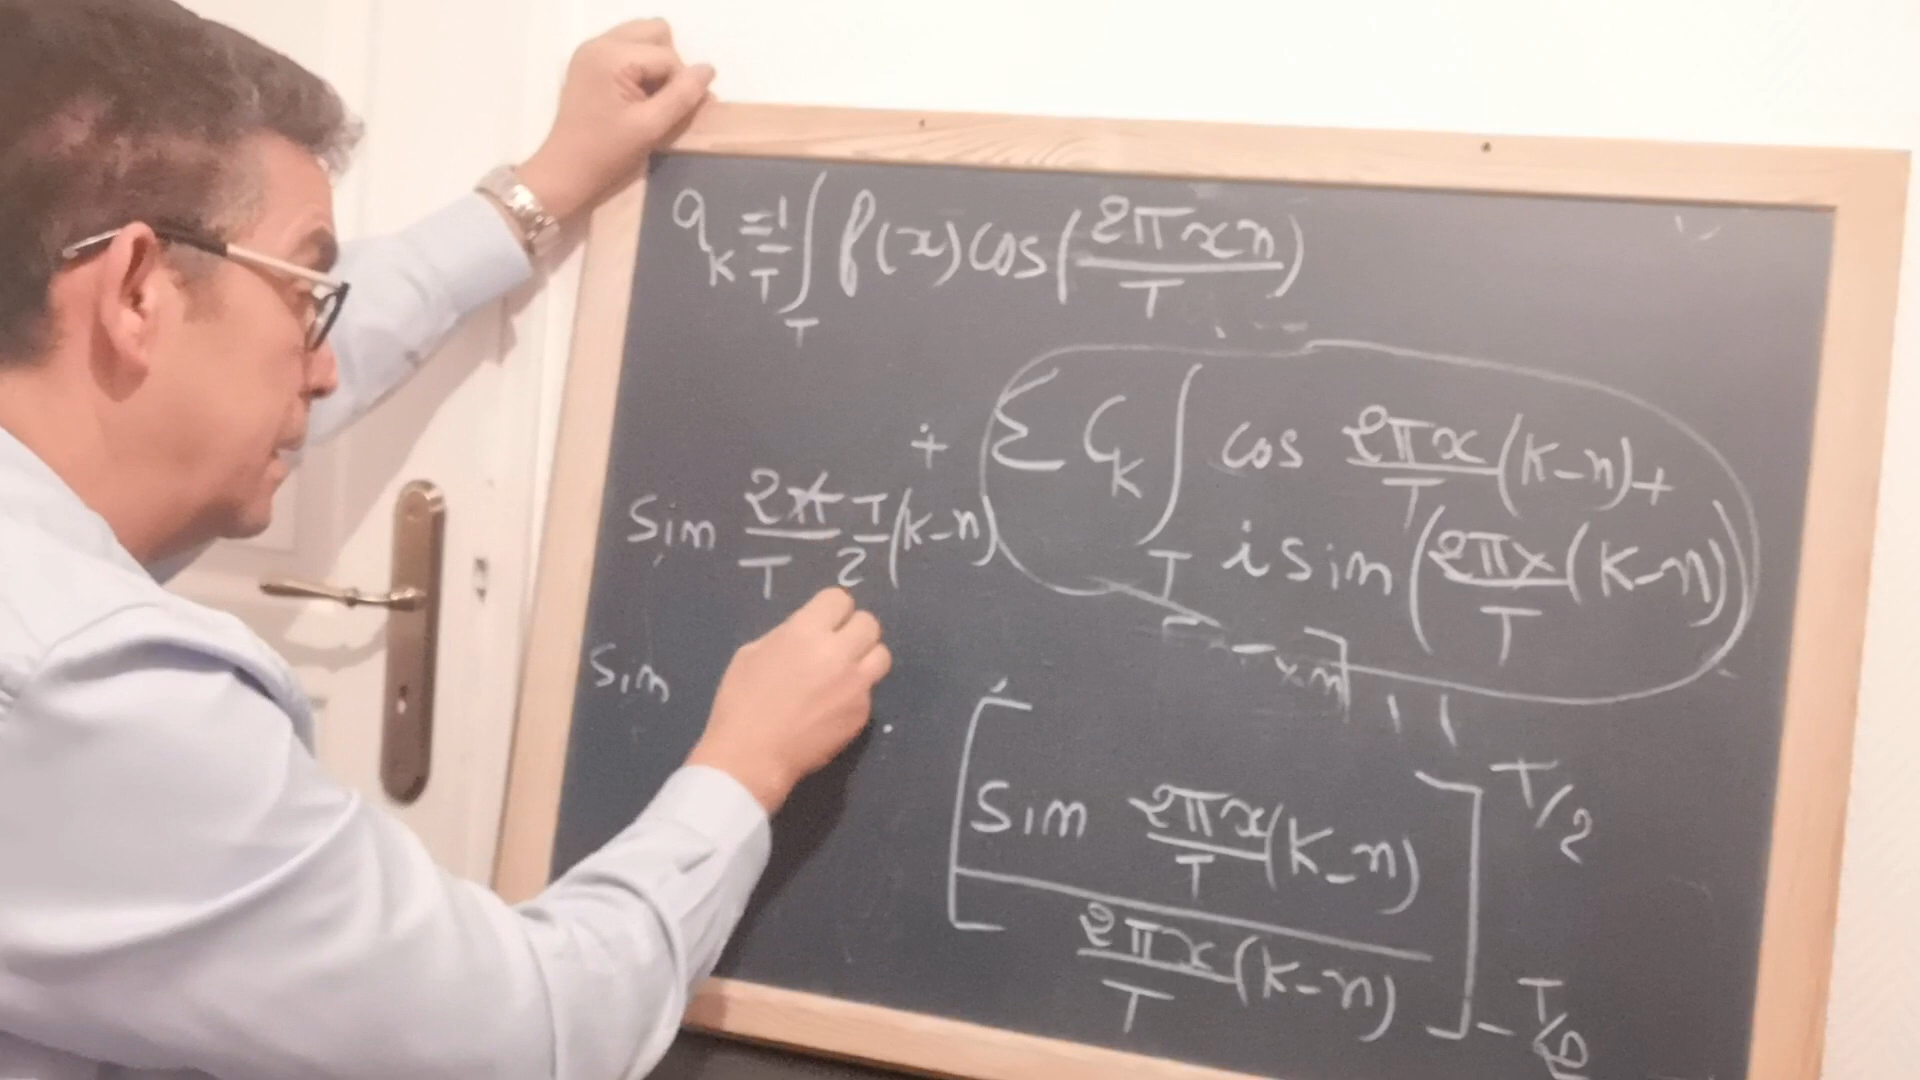 a_k = 1/T ∫_T f(x) cos(2πxn/T)
+ Σ C_k ∫_T cos 2πx/T (k-n) +
i sin (2πx/T (k-n))
sin 2π/T T/2 (k-n)
sin
[sin 2πx/T (k-n) / 2πx/T (k-n)] T/2 -T/2